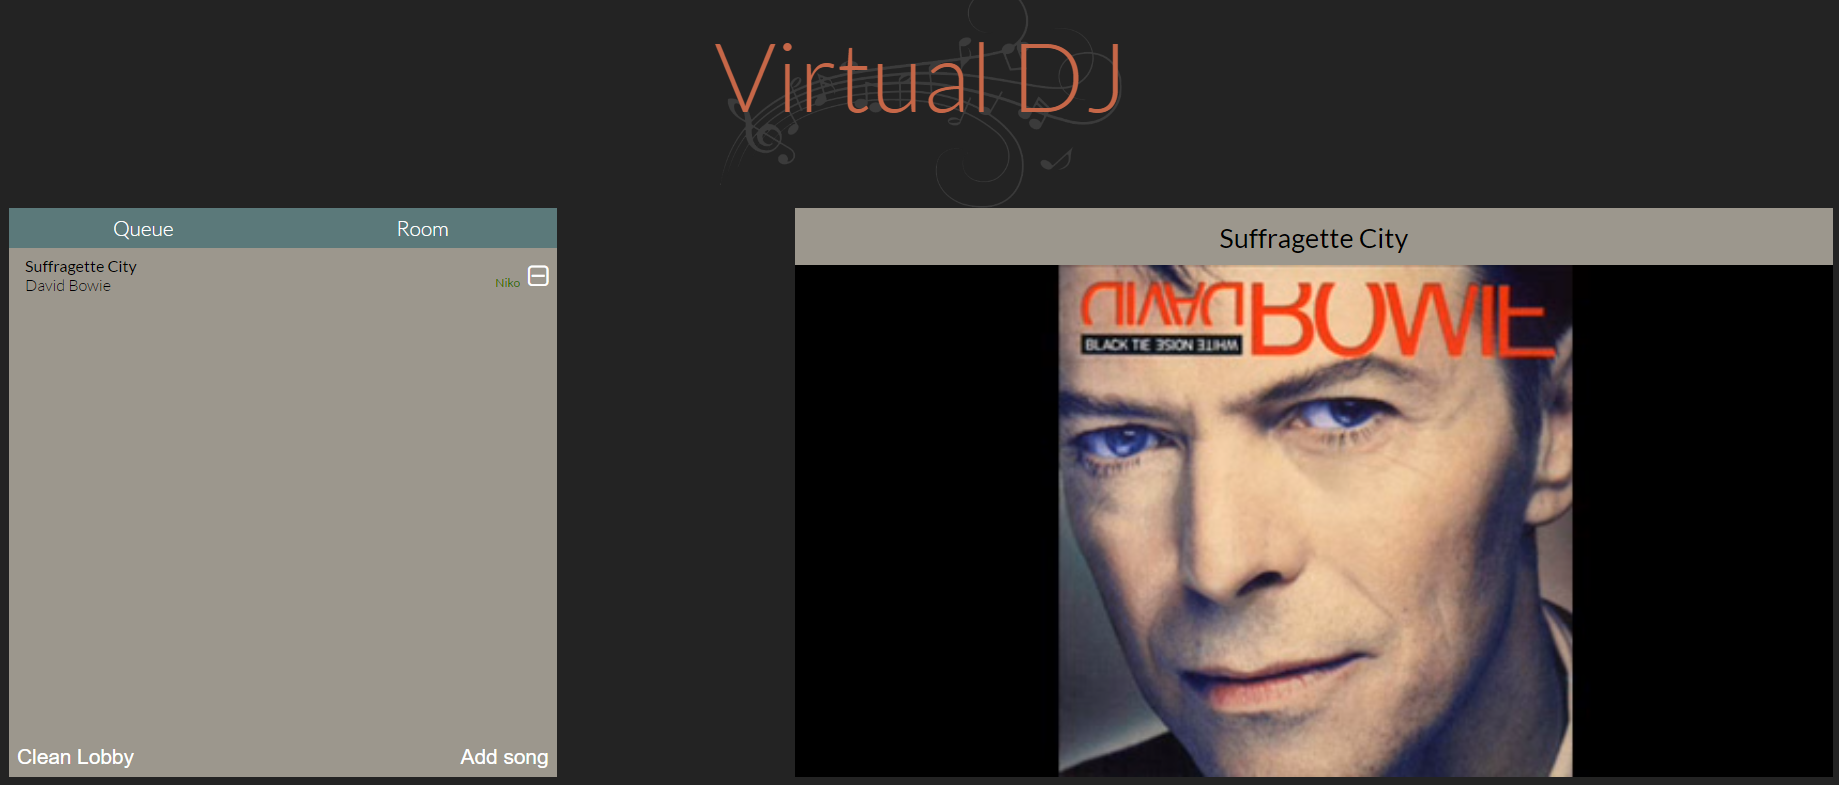 Virtual DJ
Queue Room
Suffragette City
David Bowie
Niko
Clean Lobby Add song
Suffragette City
DAVID BOWIE
BLACK TIE WHITE NOISE